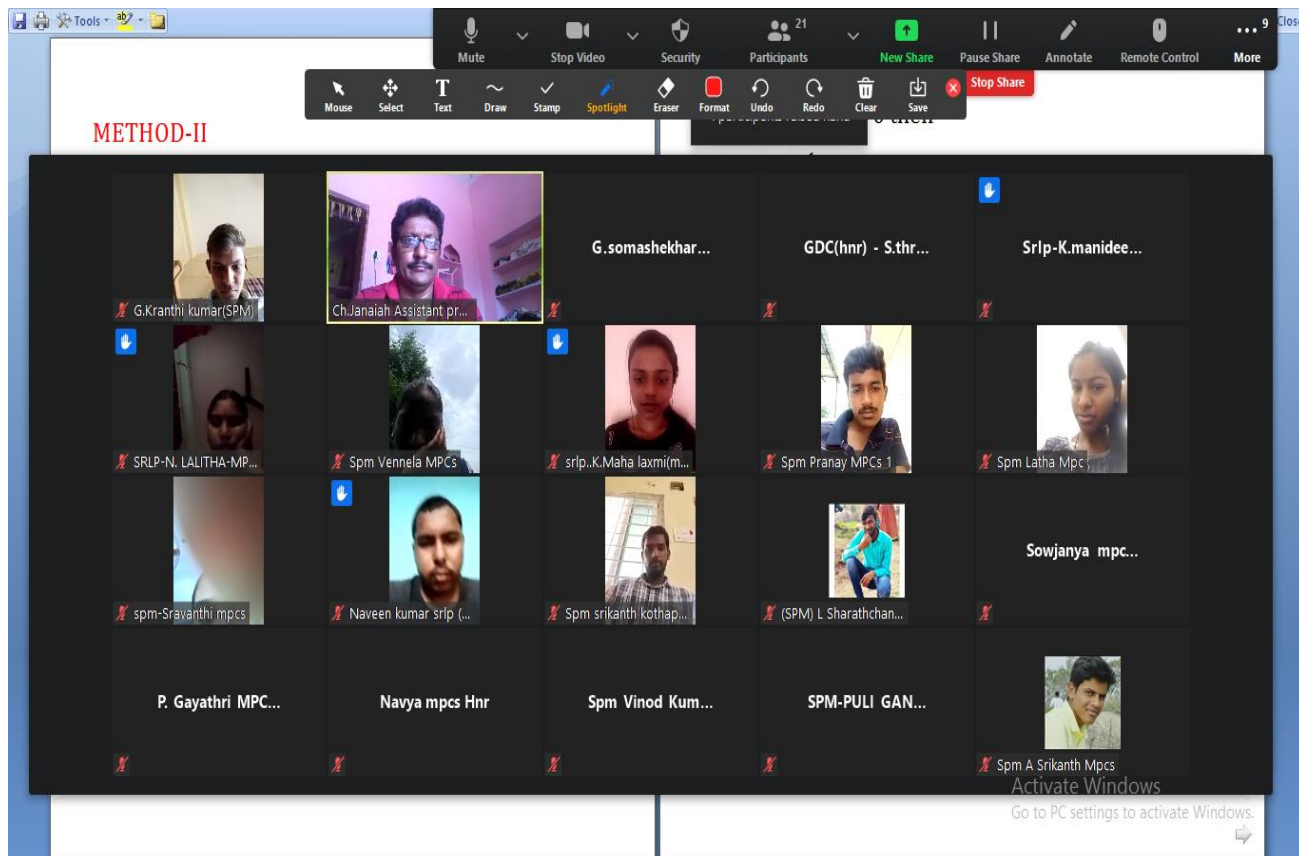 Tools
Close
21
9
Mute
Stop Video
Security
Participants
New Share
Pause Share
Annotate
Remote Control
More
Mouse
Select
Text
Draw
Stamp
Spotlight
Eraser
Format
Undo
Redo
Clear
Save
Stop Share
METHOD-II
then
G.Kranthi kumar(SPM)
Ch.Janaiah Assistant pr...
G.somashekhar...
GDC(hnr) - S.thr...
Srlp-K.manidee...
SRLP-N. LALITHA-MP...
Spm Vennela MPCs
srlp..K.Maha laxmi(m...
Spm Pranay MPCs 1
Spm Latha Mpc
spm-Sravanthi mpcs
Naveen kumar srlp (...
Spm srikanth kothap...
(SPM) L Sharathchan...
Sowjanya mpc...
P. Gayathri MPC...
Navya mpcs Hnr
Spm Vinod Kum...
SPM-PULI GAN...
Spm A Srikanth Mpcs
Activate Windows
Go to PC settings to activate Windows.